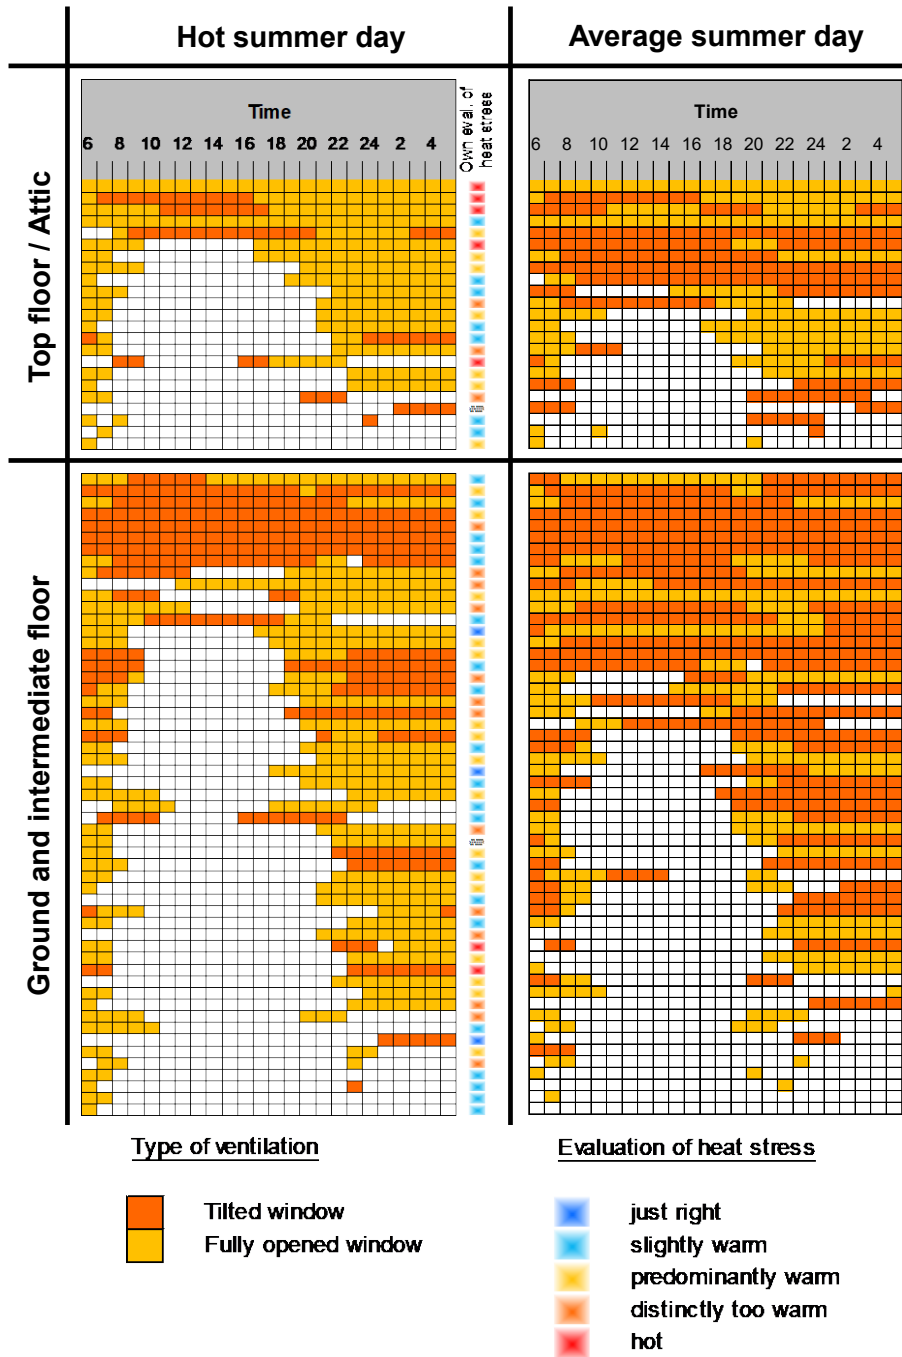 Hot summer day
Average summer day
Top floor / Attic
Time
6 8 10 12 14 16 18 20 22 24 2 4
Own eval. of
heat stress
Time
6 8 10 12 14 16 18 20 22 24 2 4
Ground and intermediate floor
Type of ventilation
Tilted window
Fully opened window
Evaluation of heat stress
just right
slightly warm
predominantly warm
distinctly too warm
hot